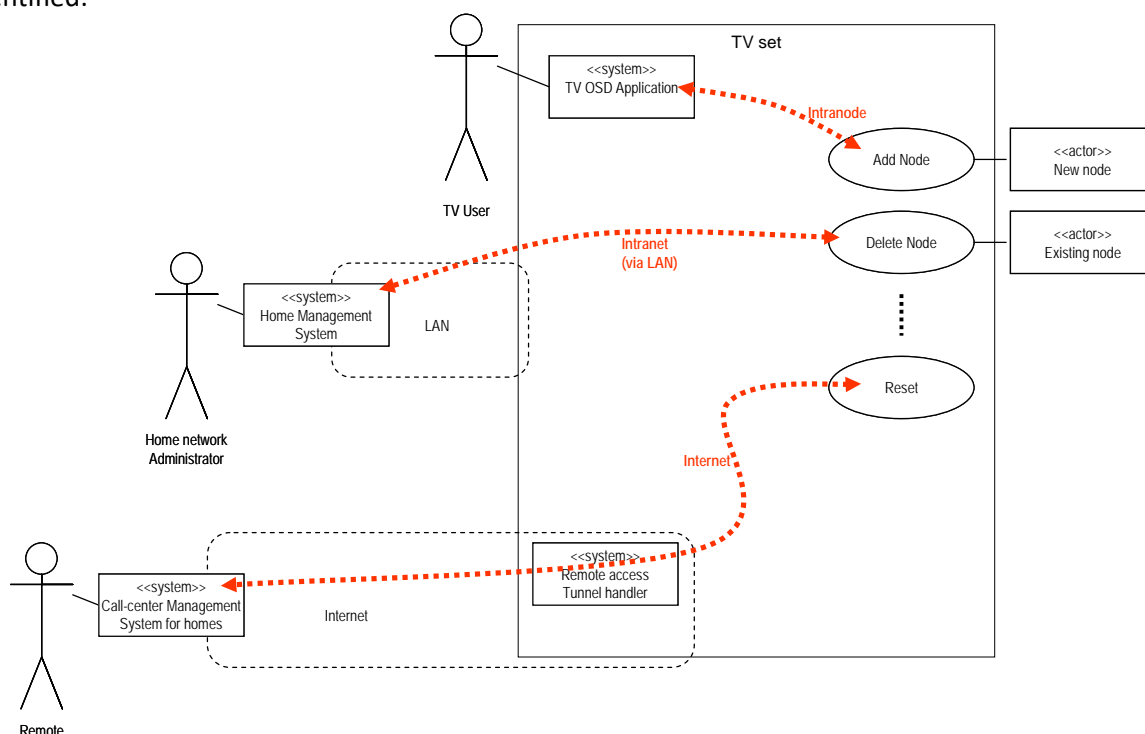 TV set
<<system>>
TV OSD Application
Intranode
Add Node
<<actor>>
New node
TV User
Delete Node
<<actor>>
Existing node
Intranet
(via LAN)
<<system>>
Home Management
System
LAN
Reset
Home network
Administrator
Internet
<<system>>
Remote access
Tunnel handler
<<system>>
Call-center Management
System for homes
Internet
Remote